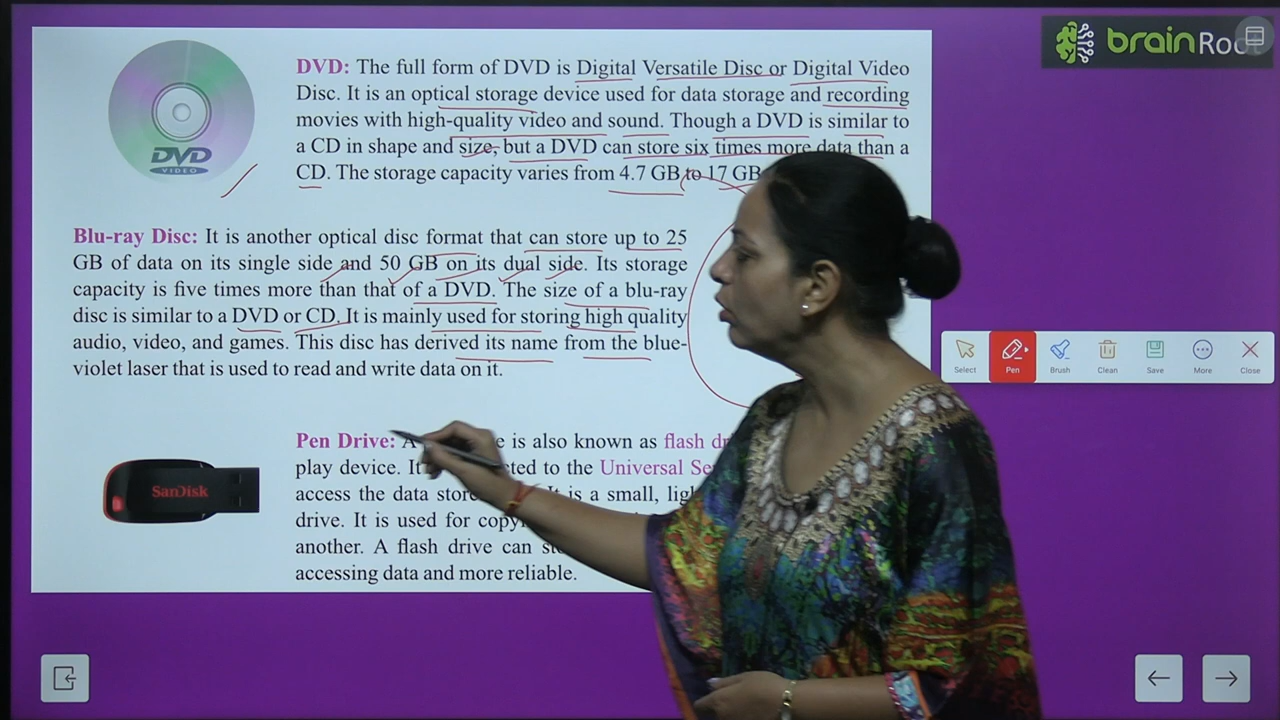 brainRoot
DVD: The full form of DVD is Digital Versatile Disc or Digital Video
Disc. It is an optical storage device used for data storage and recording
movies with high-quality video and sound. Though a DVD is similar to
a CD in shape and size, but a DVD can store six times more data than a
CD. The storage capacity varies from 4.7 GB to 17 GB
DVD
VIDEO
Blu-ray Disc: It is another optical disc format that can store up to 25
GB of data on its single side and 50 GB on its dual side. Its storage
capacity is five times more than that of a DVD. The size of a blu-ray
disc is similar to a DVD or CD. It is mainly used for storing high quality
audio, video, and games. This disc has derived its name from the blue-
violet laser that is used to read and write data on it.
Select Pen Brush Clean Save More Close
Pen Drive: A is also known as flash
play device. It to the Universal
access the data It is a small,
drive. It is used for
another. A flash drive can
accessing data and more reliable.
SanDisk